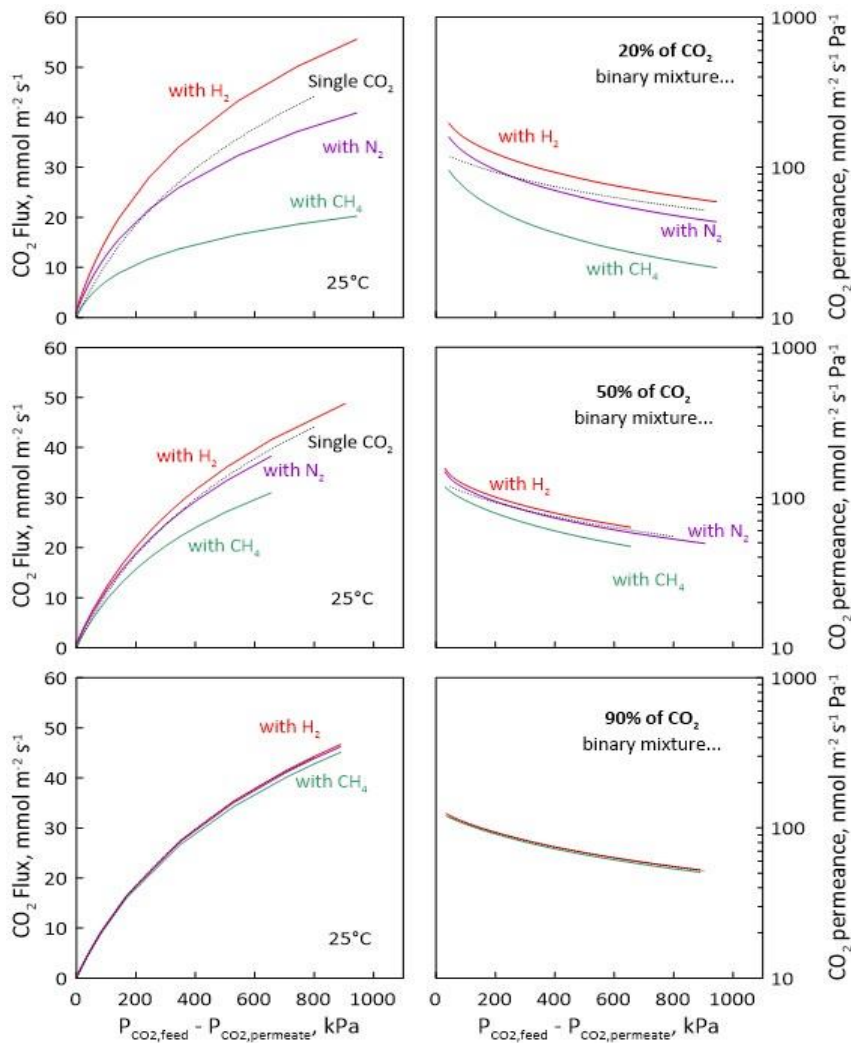 60
50
40
30
20
10
0
CO₂ Flux, mmol m⁻² s⁻¹
with H₂
Single CO₂
with N₂
with CH₄
25°C
20% of CO₂
binary mixture...
with H₂
with N₂
with CH₄
1000
100
10
CO₂ permeance, nmol m⁻² s⁻¹ Pa⁻¹
60
50
40
30
20
10
0
CO₂ Flux, mmol m⁻² s⁻¹
with H₂
Single CO₂
with N₂
with CH₄
25°C
50% of CO₂
binary mixture...
with H₂
with N₂
with CH₄
1000
100
10
CO₂ permeance, nmol m⁻² s⁻¹ Pa⁻¹
60
50
40
30
20
10
0
CO₂ Flux, mmol m⁻² s⁻¹
with H₂
with CH₄
25°C
0 200 400 600 800 1000
P_CO2,feed - P_CO2,permeate, kPa
90% of CO₂
binary mixture...
1000
100
10
CO₂ permeance, nmol m⁻² s⁻¹ Pa⁻¹
0 200 400 600 800 1000
P_CO2,feed - P_CO2,permeate, kPa